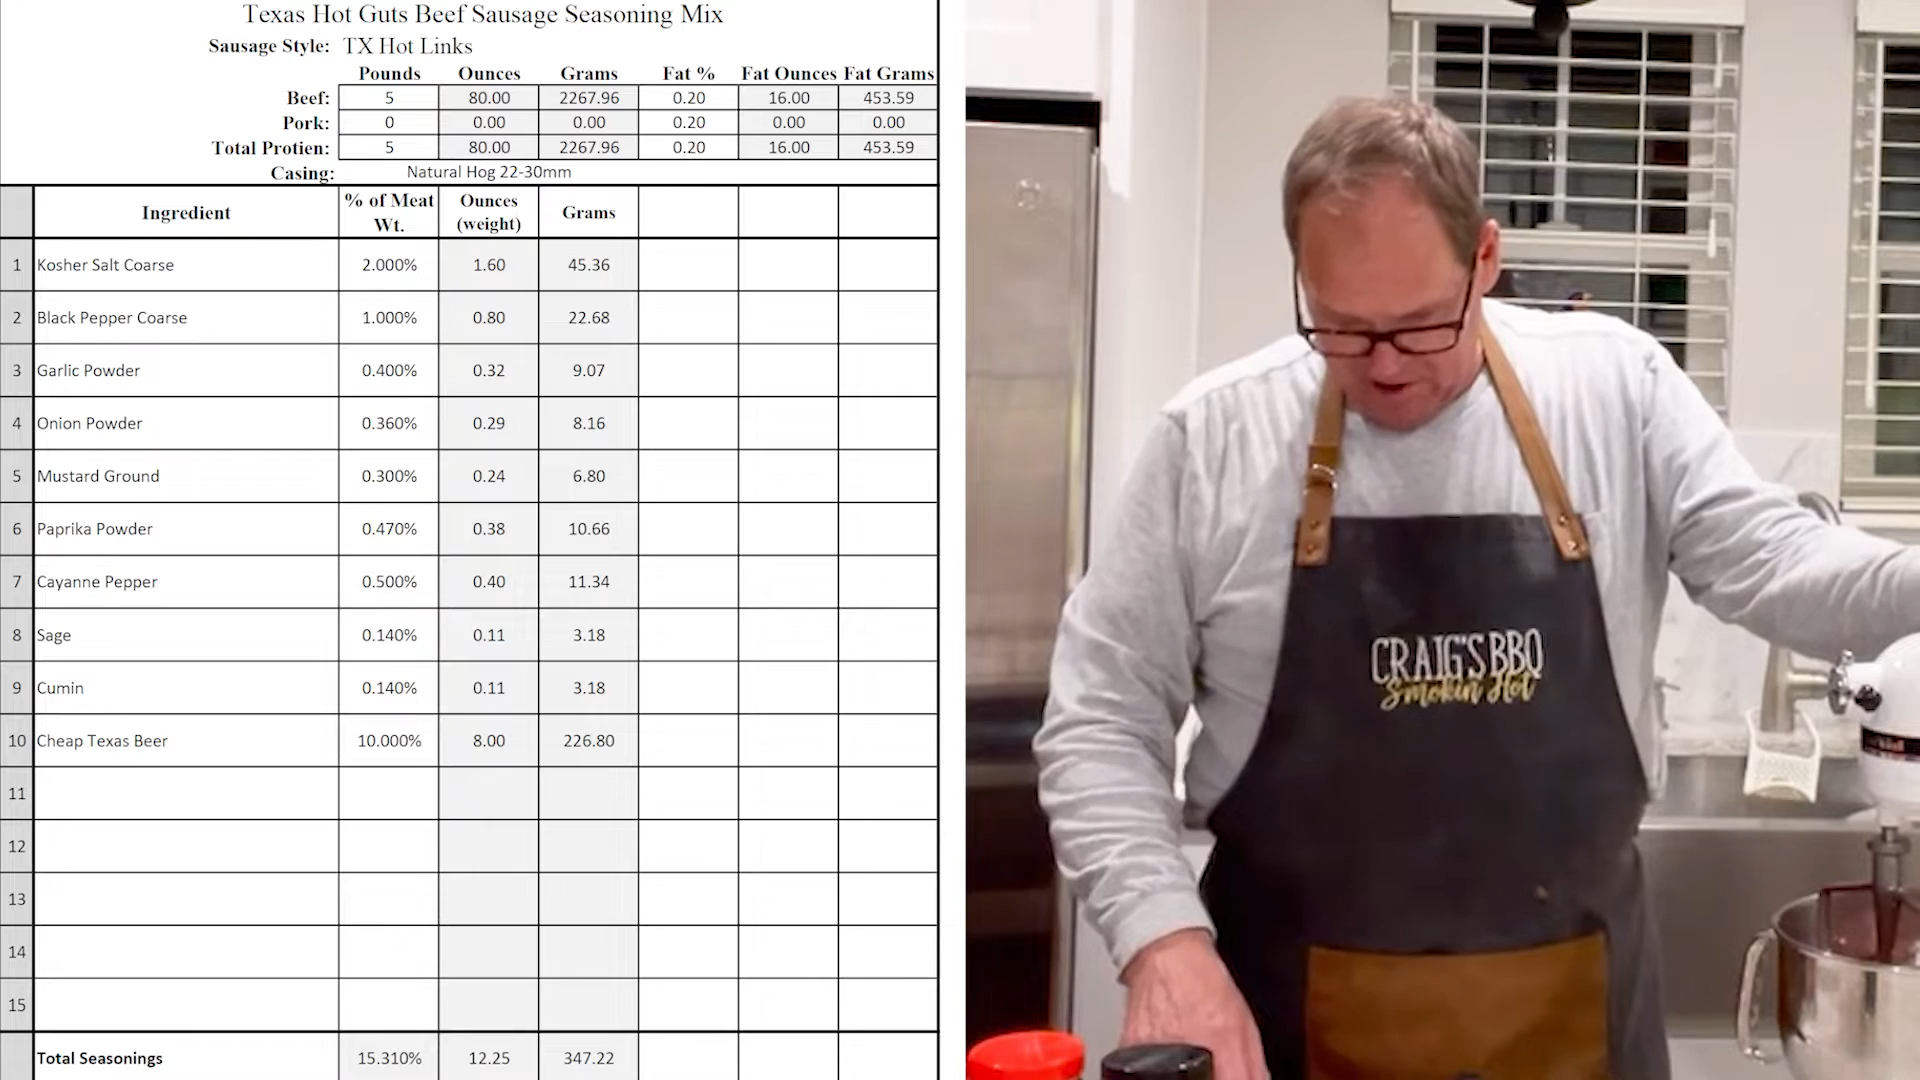 Texas Hot Guts Beef Sausage Seasoning Mix
Sausage Style: TX Hot Links
Pounds Ounces Grams Fat % Fat Ounces Fat Grams
Beef: 5 80.00 2267.96 0.20 16.00 453.59
Pork: 0 0.00 0.00 0.20 0.00 0.00
Total Protien: 5 80.00 2267.96 0.20 16.00 453.59
Casing: Natural Hog 22-30mm
Ingredient % of Meat Wt. Ounces (weight) Grams
1 Kosher Salt Coarse 2.000% 1.60 45.36
2 Black Pepper Coarse 1.000% 0.80 22.68
3 Garlic Powder 0.400% 0.32 9.07
4 Onion Powder 0.360% 0.29 8.16
5 Mustard Ground 0.300% 0.24 6.80
6 Paprika Powder 0.470% 0.38 10.66
7 Cayanne Pepper 0.500% 0.40 11.34
8 Sage 0.140% 0.11 3.18
9 Cumin 0.140% 0.11 3.18
10 Cheap Texas Beer 10.000% 8.00 226.80
11
12
13
14
15
Total Seasonings 15.310% 12.25 347.22
CRAIG'S BBQ
Smokin Hot